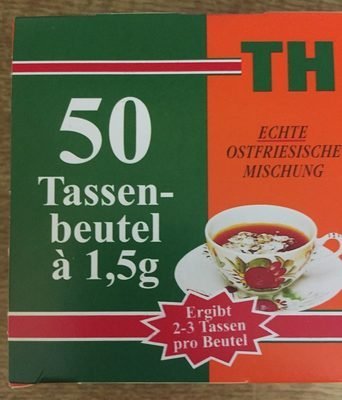 50
Tassen-
beutel
à 1,5g
TH
ECHTE
OSTFRIESISCHE
MISCHUNG
Ergibt
2-3 Tassen
pro Beutel